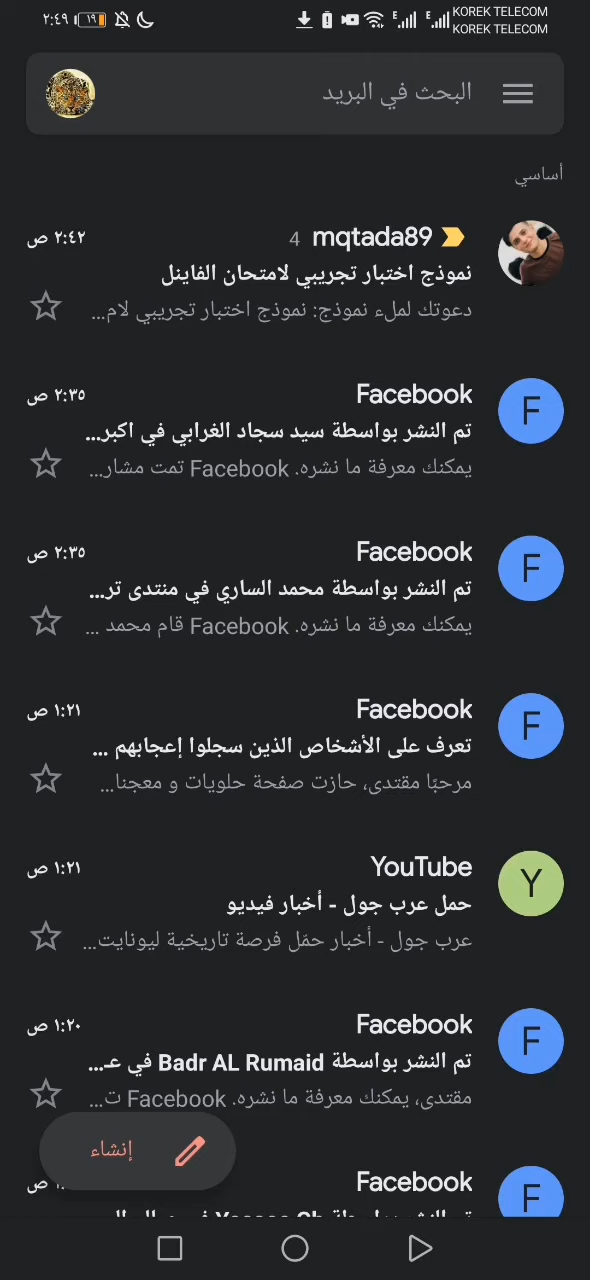 ٢:٤٩
١٩
E
E
KOREK TELECOM
KOREK TELECOM
البحث في البريد
أساسي
mqtada89 4
٢:٤٢ ص
نموذج اختبار تجريبي لامتحان الفاينل
دعوتك لملء نموذج: نموذج اختبار تجريبي لام...
F
Facebook
٢:٣٥ ص
تم النشر بواسطة سيد سجاد الغرابي في اكبر...
يمكنك معرفة ما نشره. Facebook تمت مشار...
F
Facebook
٢:٣٥ ص
تم النشر بواسطة محمد الساري في منتدى تر...
يمكنك معرفة ما نشره. Facebook قام محمد ...
F
Facebook
١:٢١ ص
تعرف على الأشخاص الذين سجلوا إعجابهم ...
مرحبًا مقتدى، حازت صفحة حلويات و معجنا...
Y
YouTube
١:٢١ ص
حمل عرب جول - أخبار فيديو
عرب جول - أخبار حمّل فرصة تاريخية ليونايت...
F
Facebook
١:٢٠ ص
تم النشر بواسطة Badr AL Rumaid في عـ...
مقتدى، يمكنك معرفة ما نشره. Facebook ت...
إنشاء
F
Facebook
ص